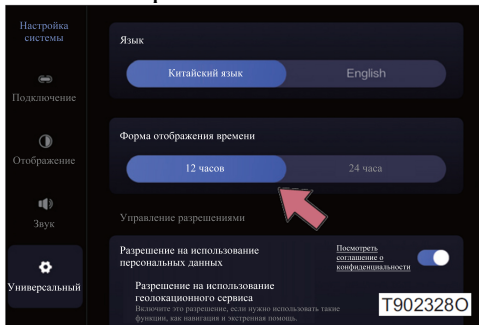 Настройка
системы
Язык
Китайский язык English
Подключение
Форма отображения времени
Отображение
12 часов 24 часа
Звук
Управление разрешениями
Разрешение на использование
персональных данных
Посмотреть
соглашение о
конфиденциальности
Универсальный
Разрешение на использование
геолокационного сервиса
Включите это разрешение, если нужно использовать такие
функции, как навигация и экстренная помощь.
T902328O